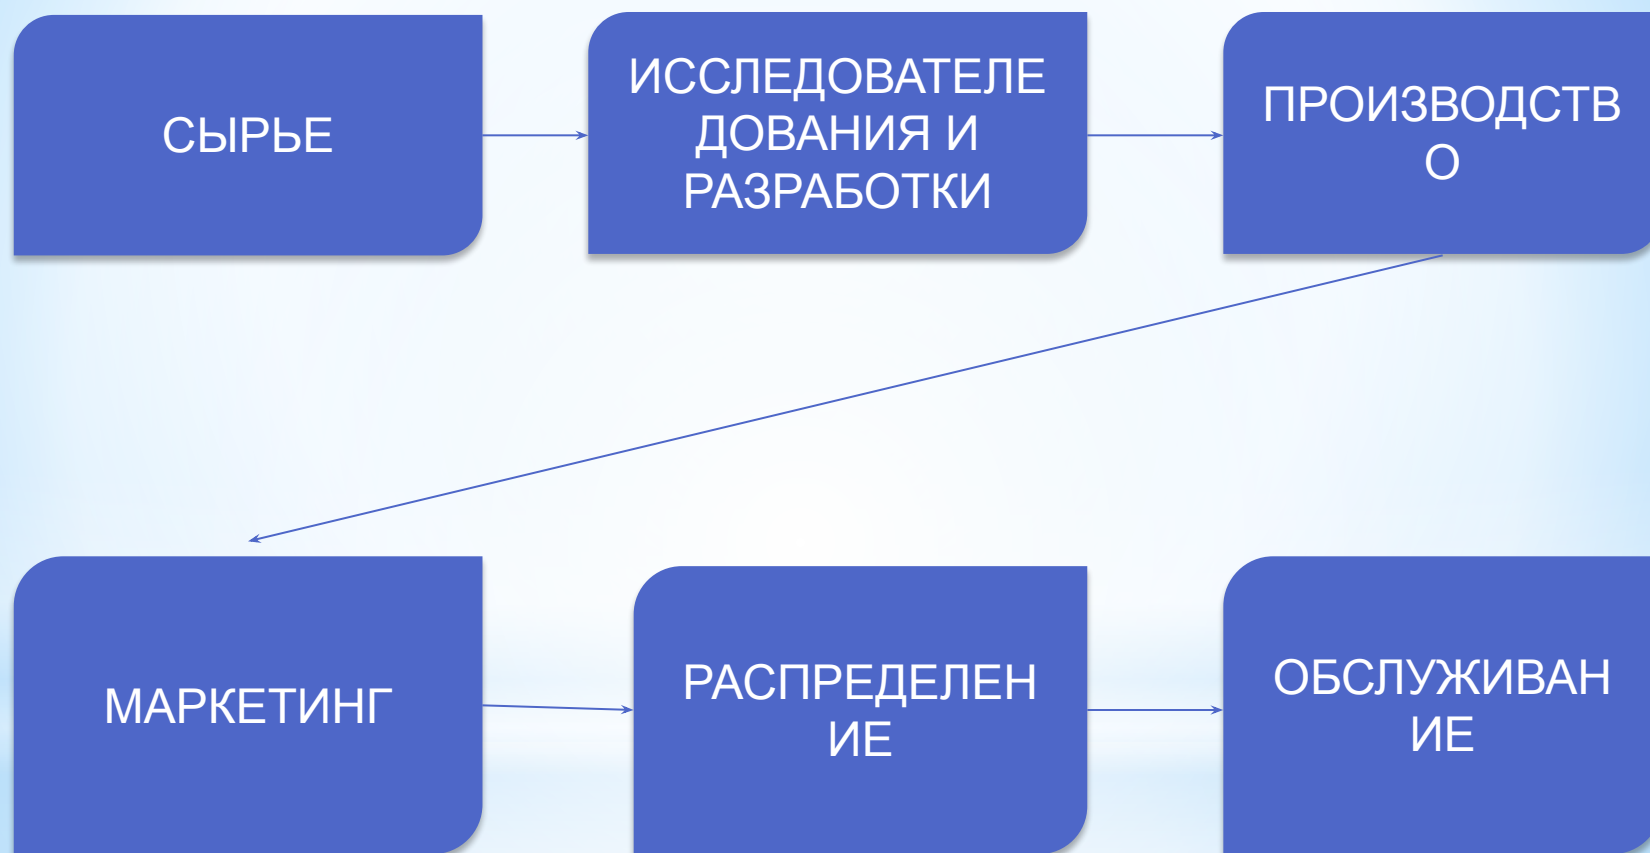 СЫРЬЕ
ИССЛЕДОВАТЕЛЕ
ДОВАНИЯ И
РАЗРАБОТКИ
ПРОИЗВОДСТВ
О
МАРКЕТИНГ
РАСПРЕДЕЛЕН
ИЕ
ОБСЛУЖИВАН
ИЕ